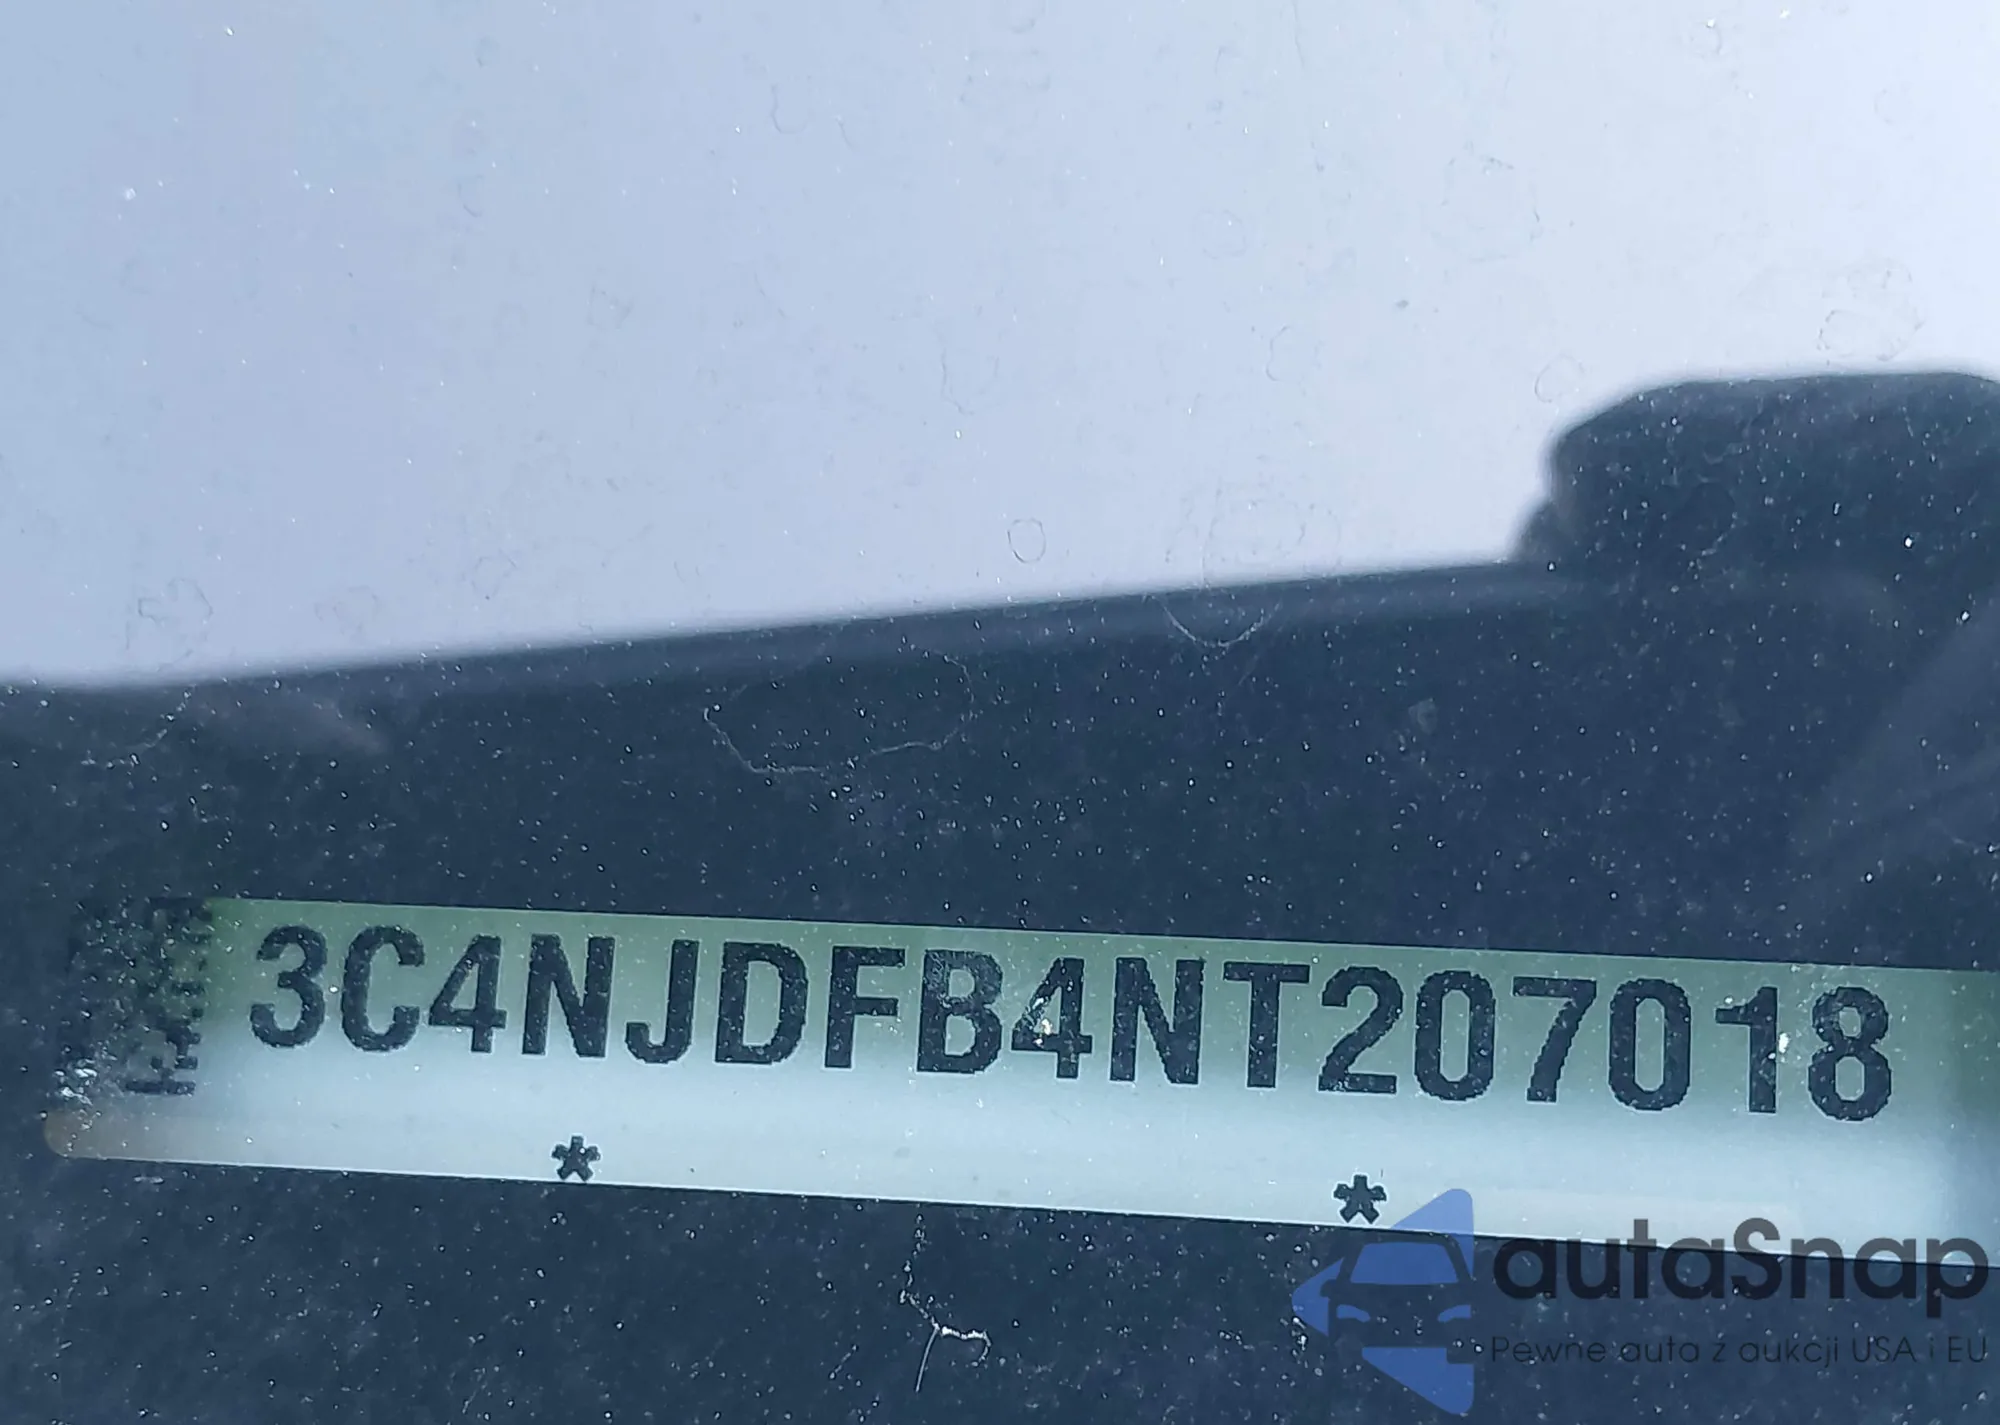 3C4NJDFB4NT207018
* *
autaSnap
Pewne auta z aukcji USA i EU